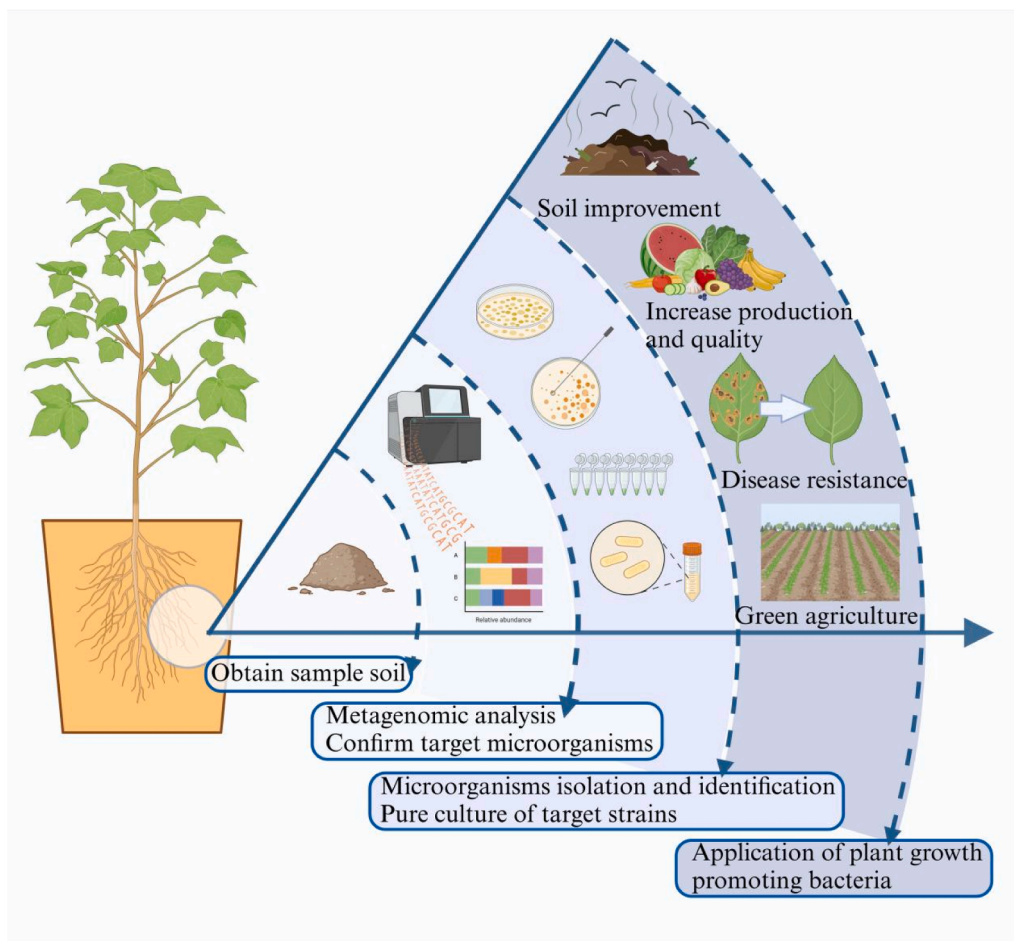 Soil improvement
Increase production
and quality
Disease resistance
Green agriculture
ATCATGCGCAT
A
B
C
Relative abundance
Obtain sample soil
Metagenomic analysis
Confirm target microorganisms
Microorganisms isolation and identification
Pure culture of target strains
Application of plant growth
promoting bacteria